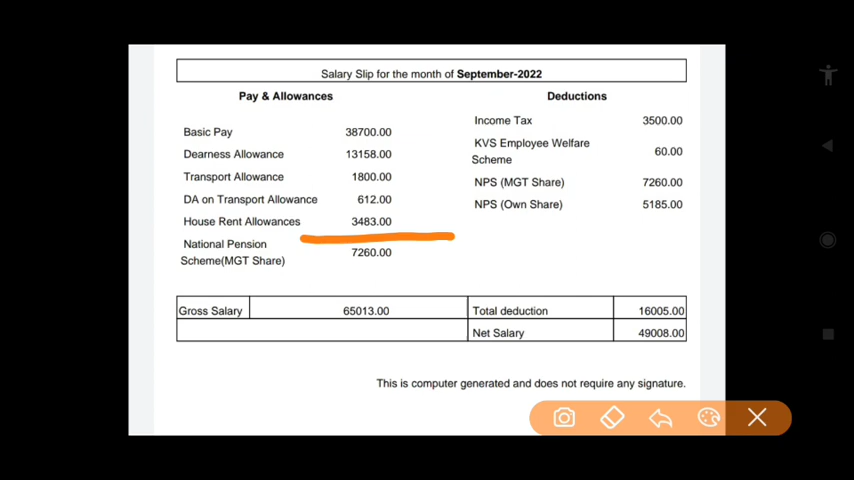 Salary Slip for the month of September-2022
Pay & Allowances
Basic Pay 38700.00
Dearness Allowance 13158.00
Transport Allowance 1800.00
DA on Transport Allowance 612.00
House Rent Allowances 3483.00
National Pension
Scheme(MGT Share) 7260.00
Deductions
Income Tax 3500.00
KVS Employee Welfare
Scheme 60.00
NPS (MGT Share) 7260.00
NPS (Own Share) 5185.00
Gross Salary 65013.00 Total deduction 16005.00
Net Salary 49008.00
This is computer generated and does not require any signature.